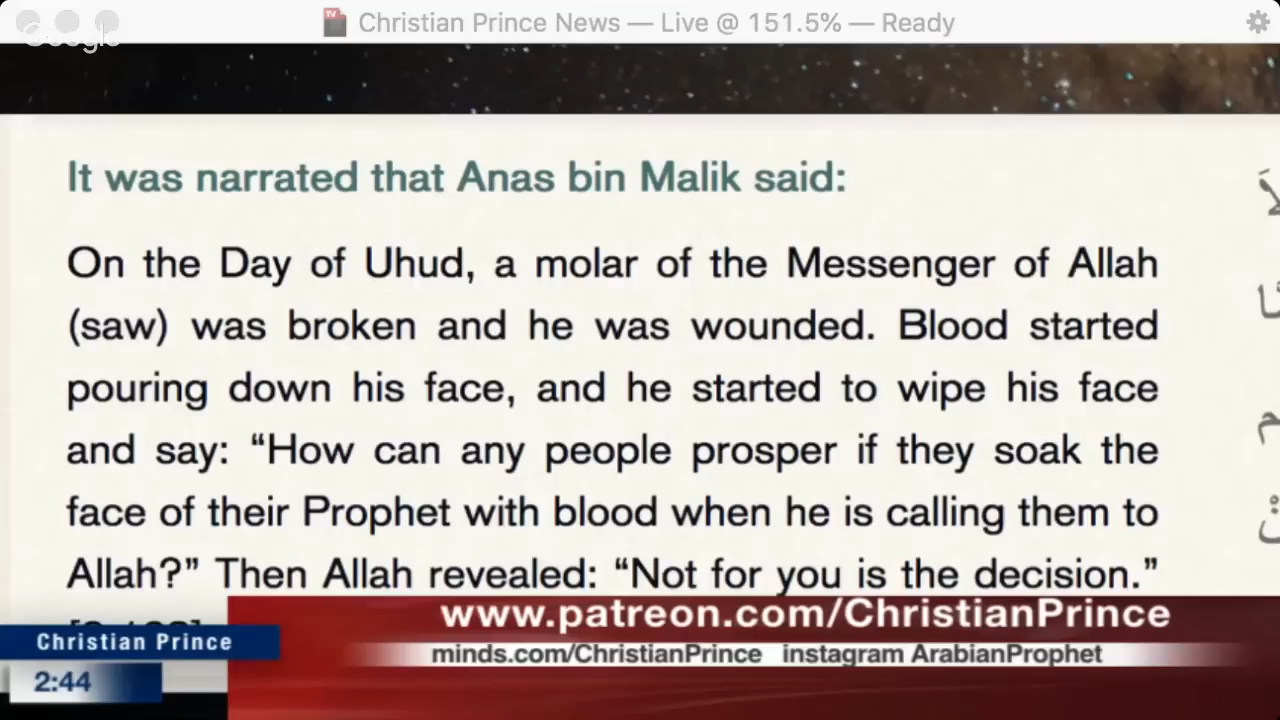 Christian Prince News — Live @ 151.5% — Ready
Google
It was narrated that Anas bin Malik said:
On the Day of Uhud, a molar of the Messenger of Allah
(saw) was broken and he was wounded. Blood started
pouring down his face, and he started to wipe his face
and say: “How can any people prosper if they soak the
face of their Prophet with blood when he is calling them to
Allah?” Then Allah revealed: “Not for you is the decision.”
www.patreon.com/ChristianPrince
Christian Prince
minds.com/ChristianPrince instagram ArabianProphet
2:44